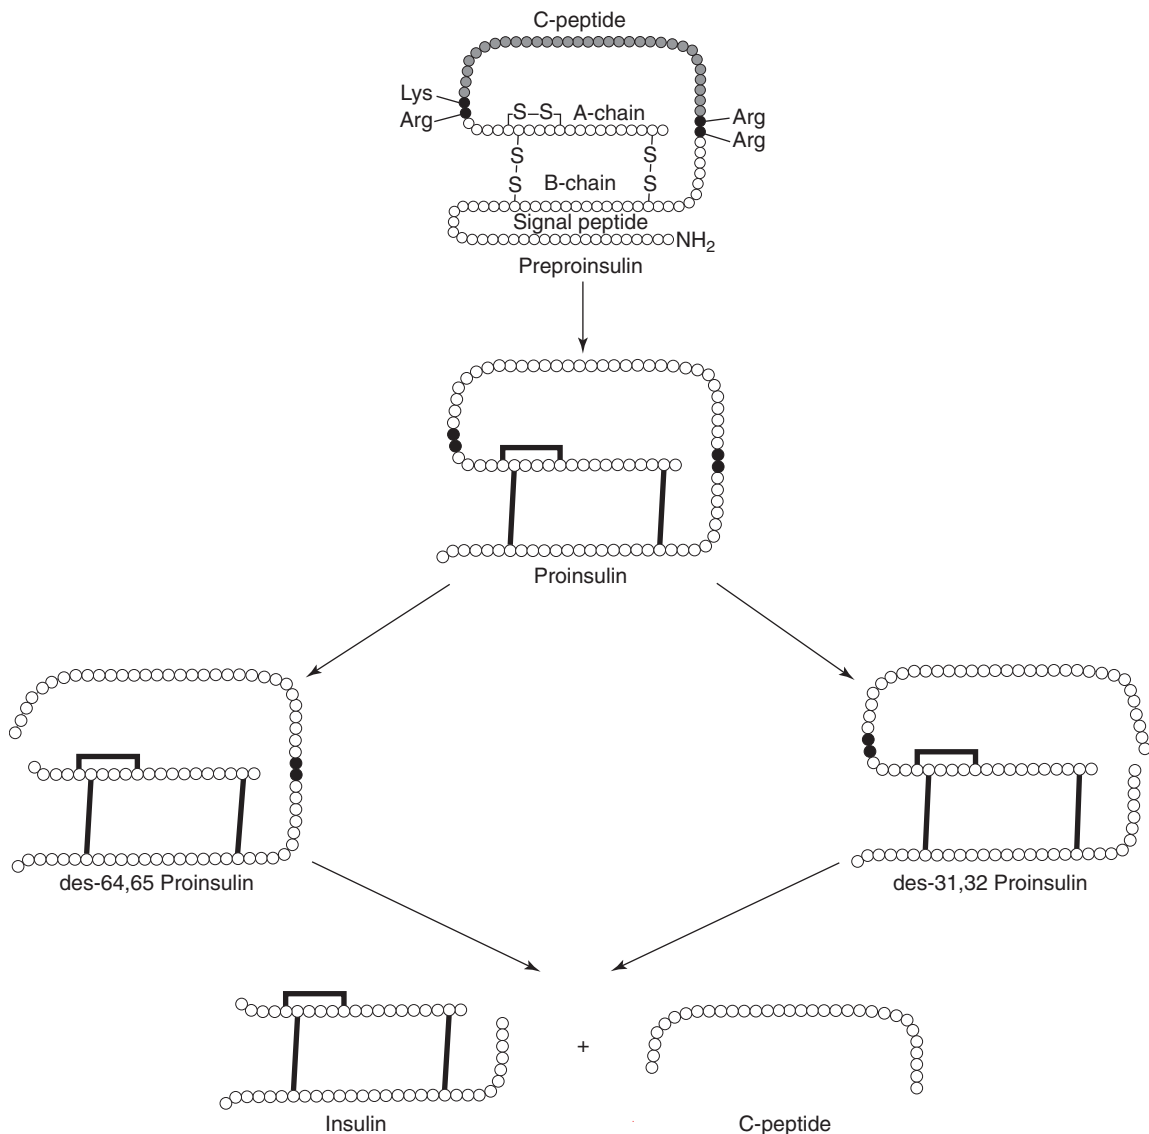 C-peptide
Lys
Arg
S–S
A-chain
Arg
Arg
S
S
S
S
B-chain
Signal peptide
NH2
Preproinsulin
Proinsulin
des-64,65 Proinsulin
des-31,32 Proinsulin
+
Insulin
C-peptide